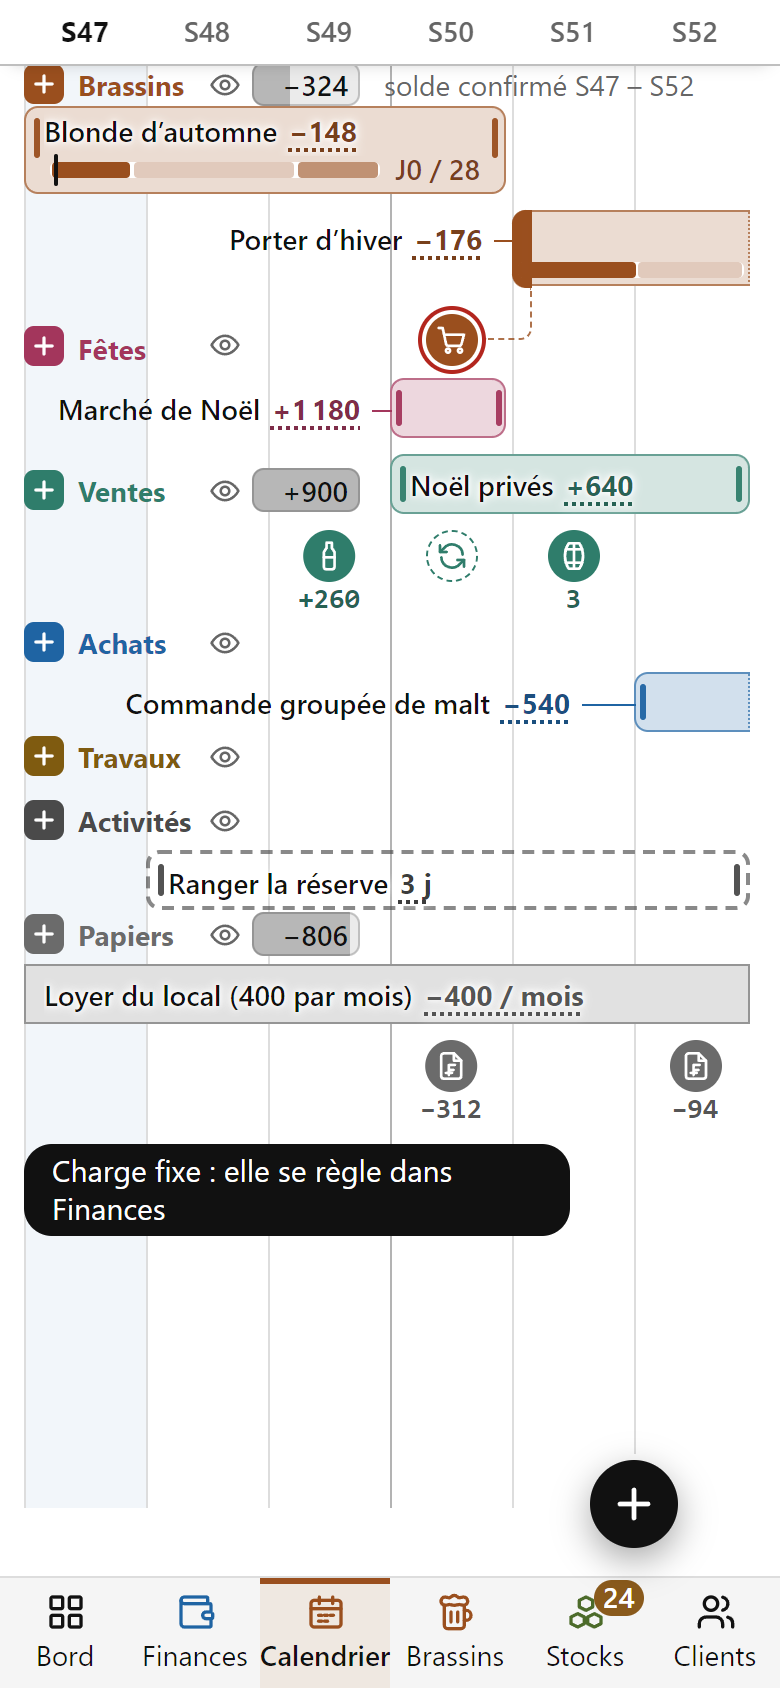 S47 S48 S49 S50 S51 S52
Brassins −324 solde confirmé S47 – S52
Blonde d’automne −148
J0 / 28
Porter d’hiver −176
Fêtes
Marché de Noël +1 180
Ventes +900
Noël privés +640
+260 3
Achats
Commande groupée de malt −540
Travaux
Activités
Ranger la réserve 3 j
Papiers −806
Loyer du local (400 par mois) −400 / mois
−312 −94
Charge fixe : elle se règle dans
Finances
24
Bord Finances Calendrier Brassins Stocks Clients